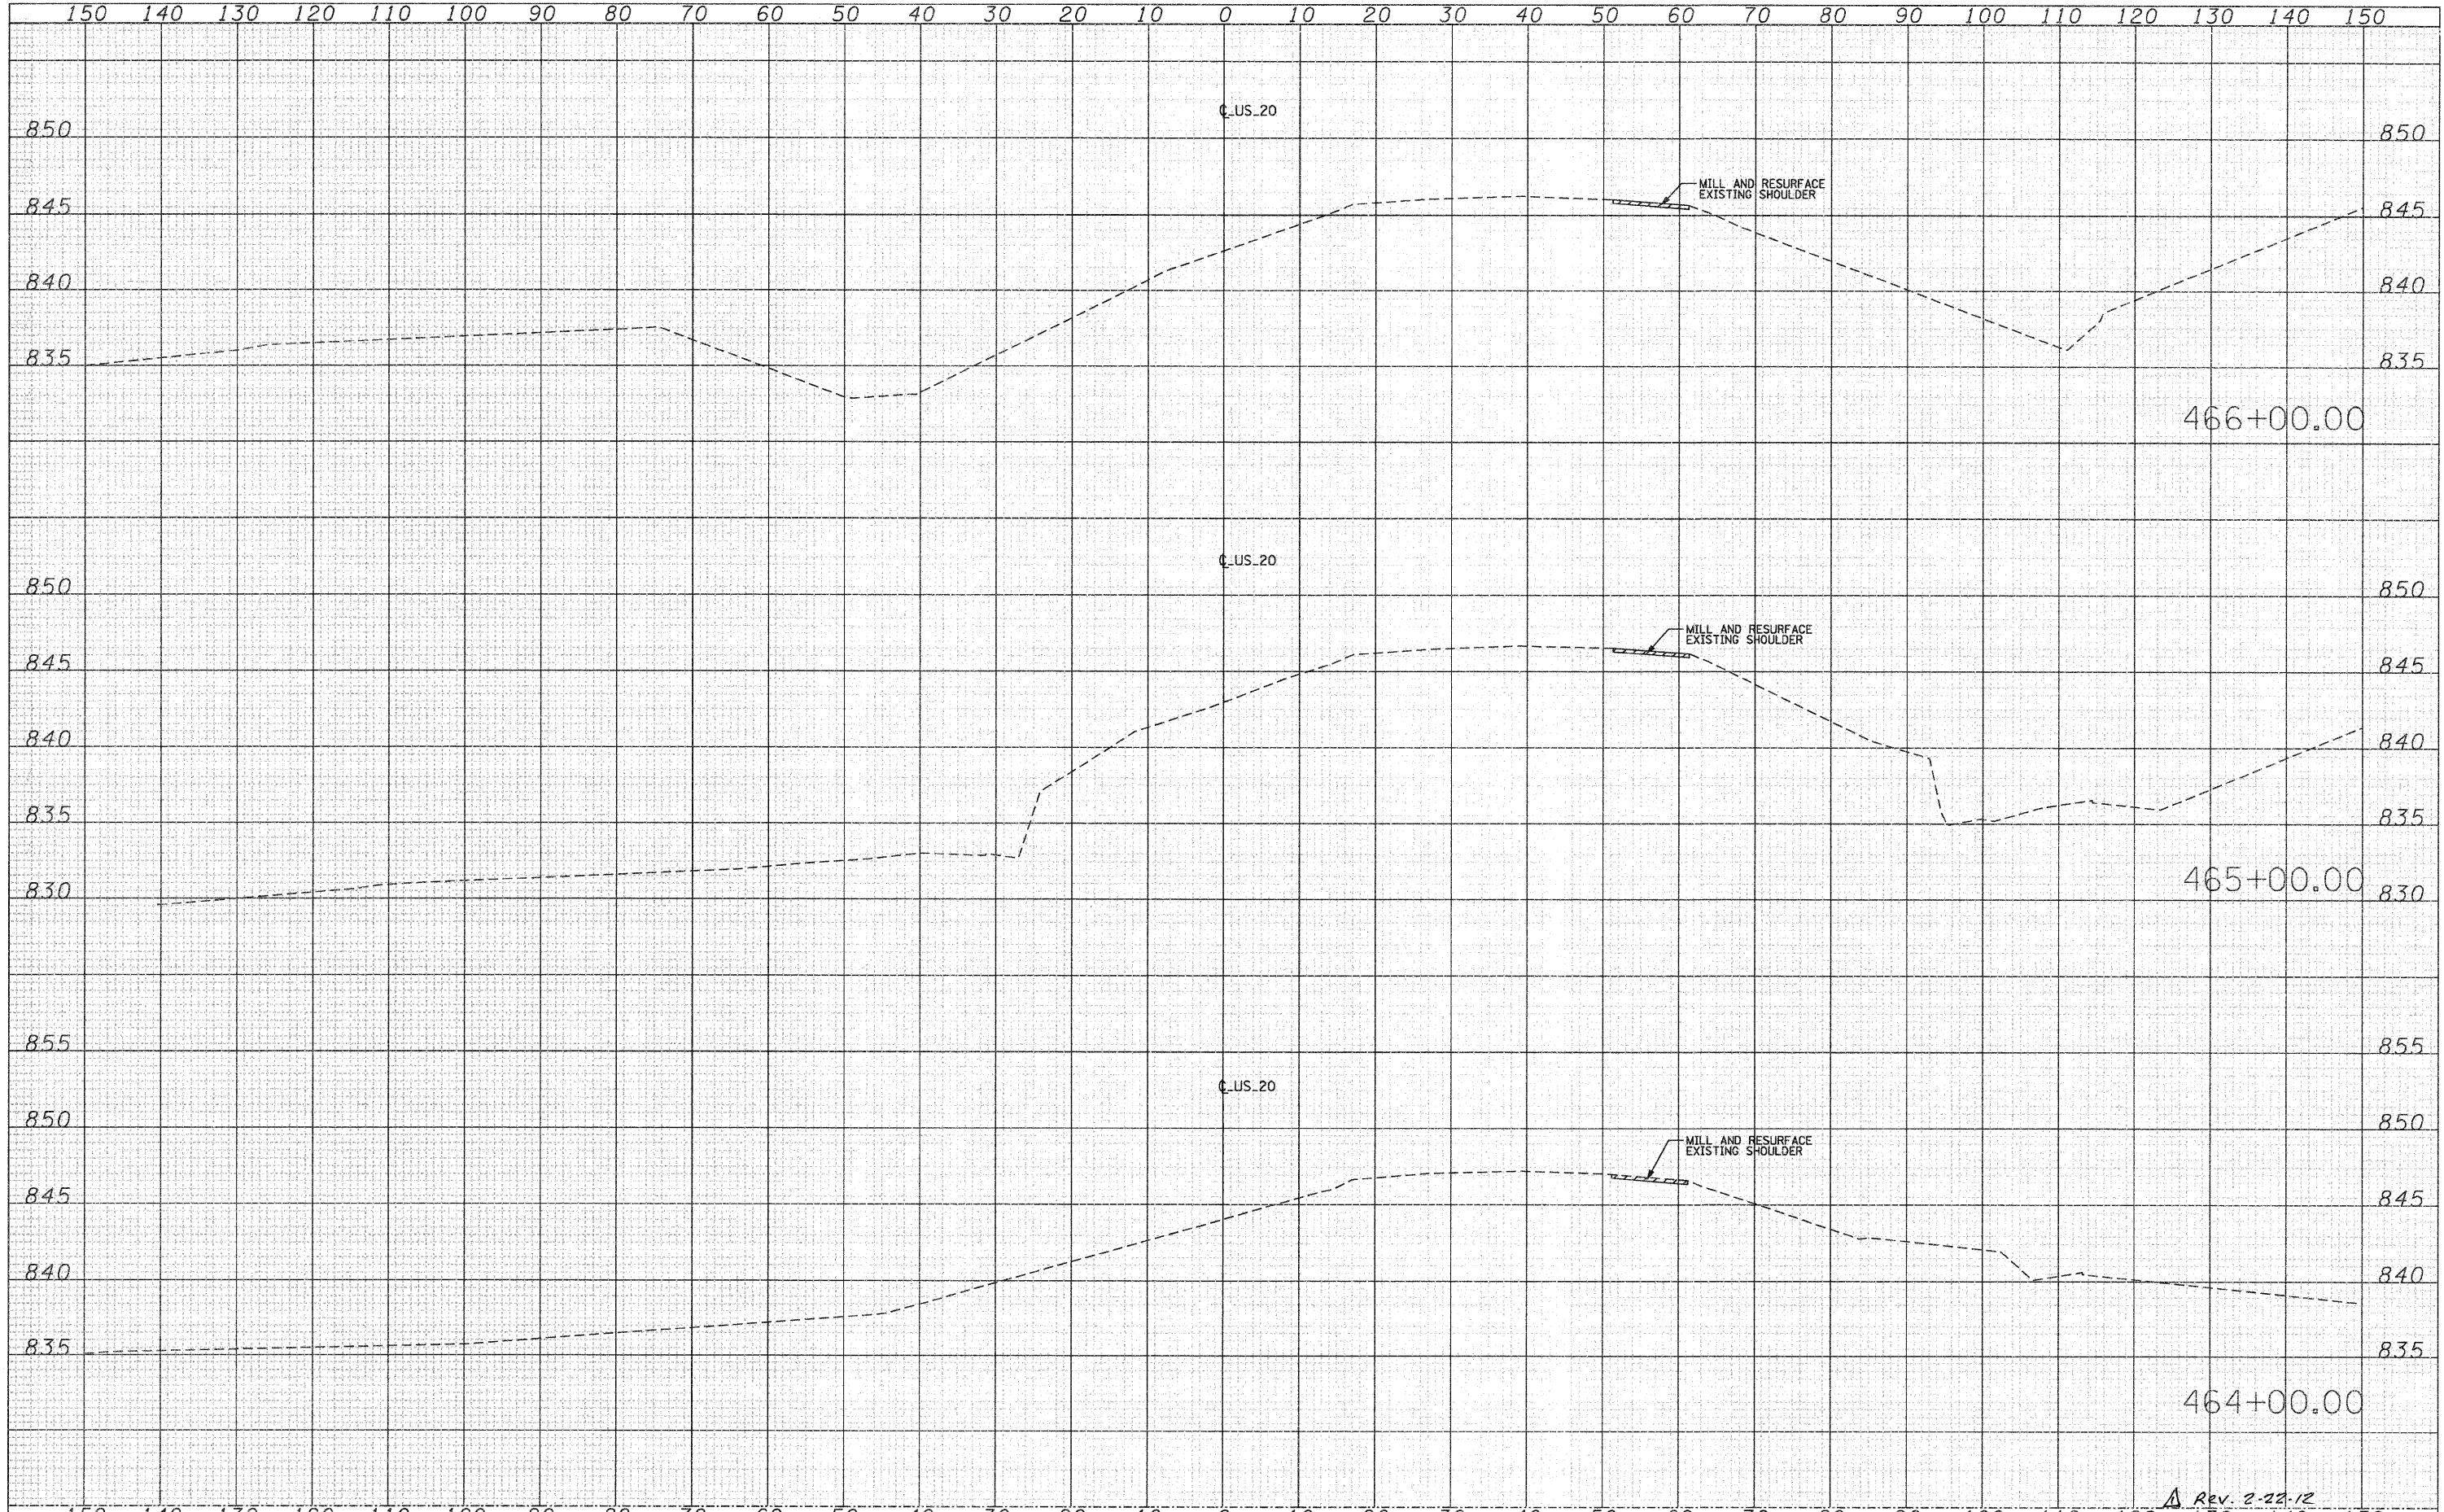 150 140 130 120 110 100 90 80 70 60 50 40 30 20 10 0 10 20 30 40 50 60 70 80 90 100 110 120 130 140 150
℄_US_20
850 850
MILL AND RESURFACE
EXISTING SHOULDER
845 845
840 840
835 835
466+00.00
℄_US_20
850 850
MILL AND RESURFACE
EXISTING SHOULDER
845 845
840 840
835 835
465+00.00
830 830
855 855
℄_US_20
850 850
MILL AND RESURFACE
EXISTING SHOULDER
845 845
840 840
835 835
464+00.00
1 Rev. 2-22-12